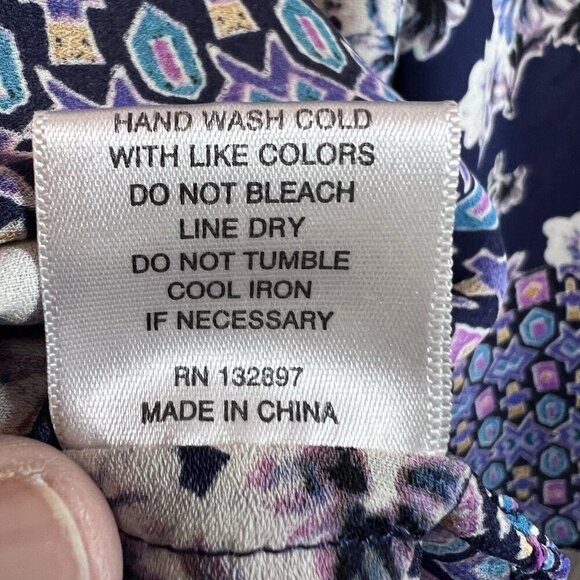 HAND WASH COLD
WITH LIKE COLORS
DO NOT BLEACH
LINE DRY
DO NOT TUMBLE
COOL IRON
IF NECESSARY
RN 132897
MADE IN CHINA